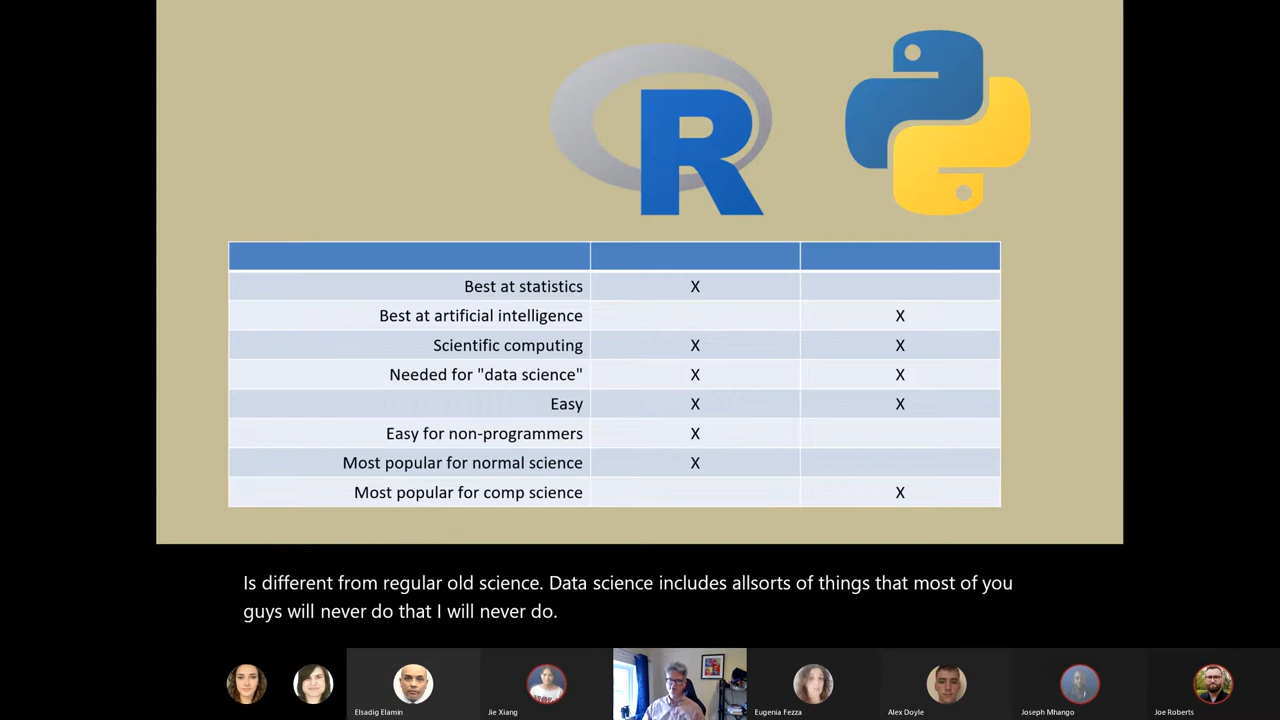 R
Best at statistics X
Best at artificial intelligence X
Scientific computing X X
Needed for "data science" X X
Easy X X
Easy for non-programmers X
Most popular for normal science X
Most popular for comp science X
Is different from regular old science. Data science includes allsorts of things that most of you
guys will never do that I will never do.
Elsadig Elamin
Jie Xiang
Eugenia Fezza
Alex Doyle
Joseph Mhango
Joe Roberts